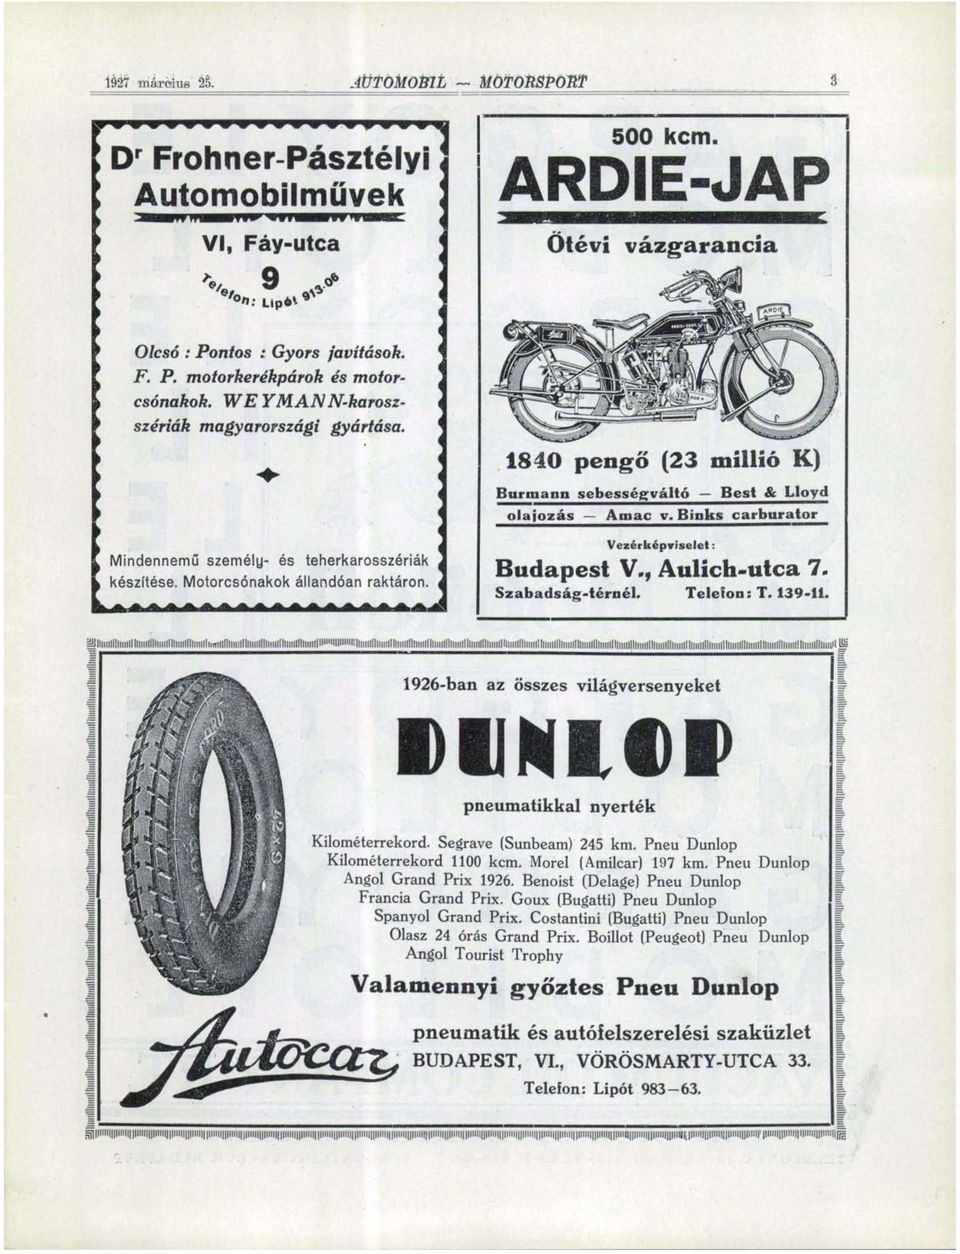 1927 március 25. AUTOMOBIL — MOTORSPORT 3
Dr Frohner-Pásztélyi
Automobilművek
VI, Fáy-utca
9
Telefon: Lipót 913-06
Olcsó : Pontos : Gyors javitások.
F. P. motorkerékpárok és motor-
csónakok. WEYMANN-karosz-
szériák magyarországi gyártása.
Mindennemű személy- és teherkarosszériák
készítése. Motorcsónakok állandóan raktáron.
500 kcm.
ARDIE-JAP
Ötévi vázgarancia
ARDIE
1840 pengő (23 millió K)
Burmann sebességváltó — Best & Lloyd
olajozás — Amac v. Binks carburator
Vezérképviselet:
Budapest V., Aulich-utca 7.
Szabadság-térnél. Telefon: T. 139-11.
1926-ban az összes világversenyeket
DUNLOP
pneumatikkal nyerték
Kilométerrekord. Segrave (Sunbeam) 245 km. Pneu Dunlop
Kilométerrekord 1100 kcm. Morel (Amilcar) 197 km. Pneu Dunlop
Angol Grand Prix 1926. Benoist (Delage) Pneu Dunlop
Francia Grand Prix. Goux (Bugatti) Pneu Dunlop
Spanyol Grand Prix. Costantini (Bugatti) Pneu Dunlop
Olasz 24 órás Grand Prix. Boillot (Peugeot) Pneu Dunlop
Angol Tourist Trophy
Valamennyi győztes Pneu Dunlop
42×9
Autocar
pneumatik és autófelszerelési szaküzlet
BUDAPEST, VI., VÖRÖSMARTY-UTCA 33.
Telefon: Lipót 983—63.